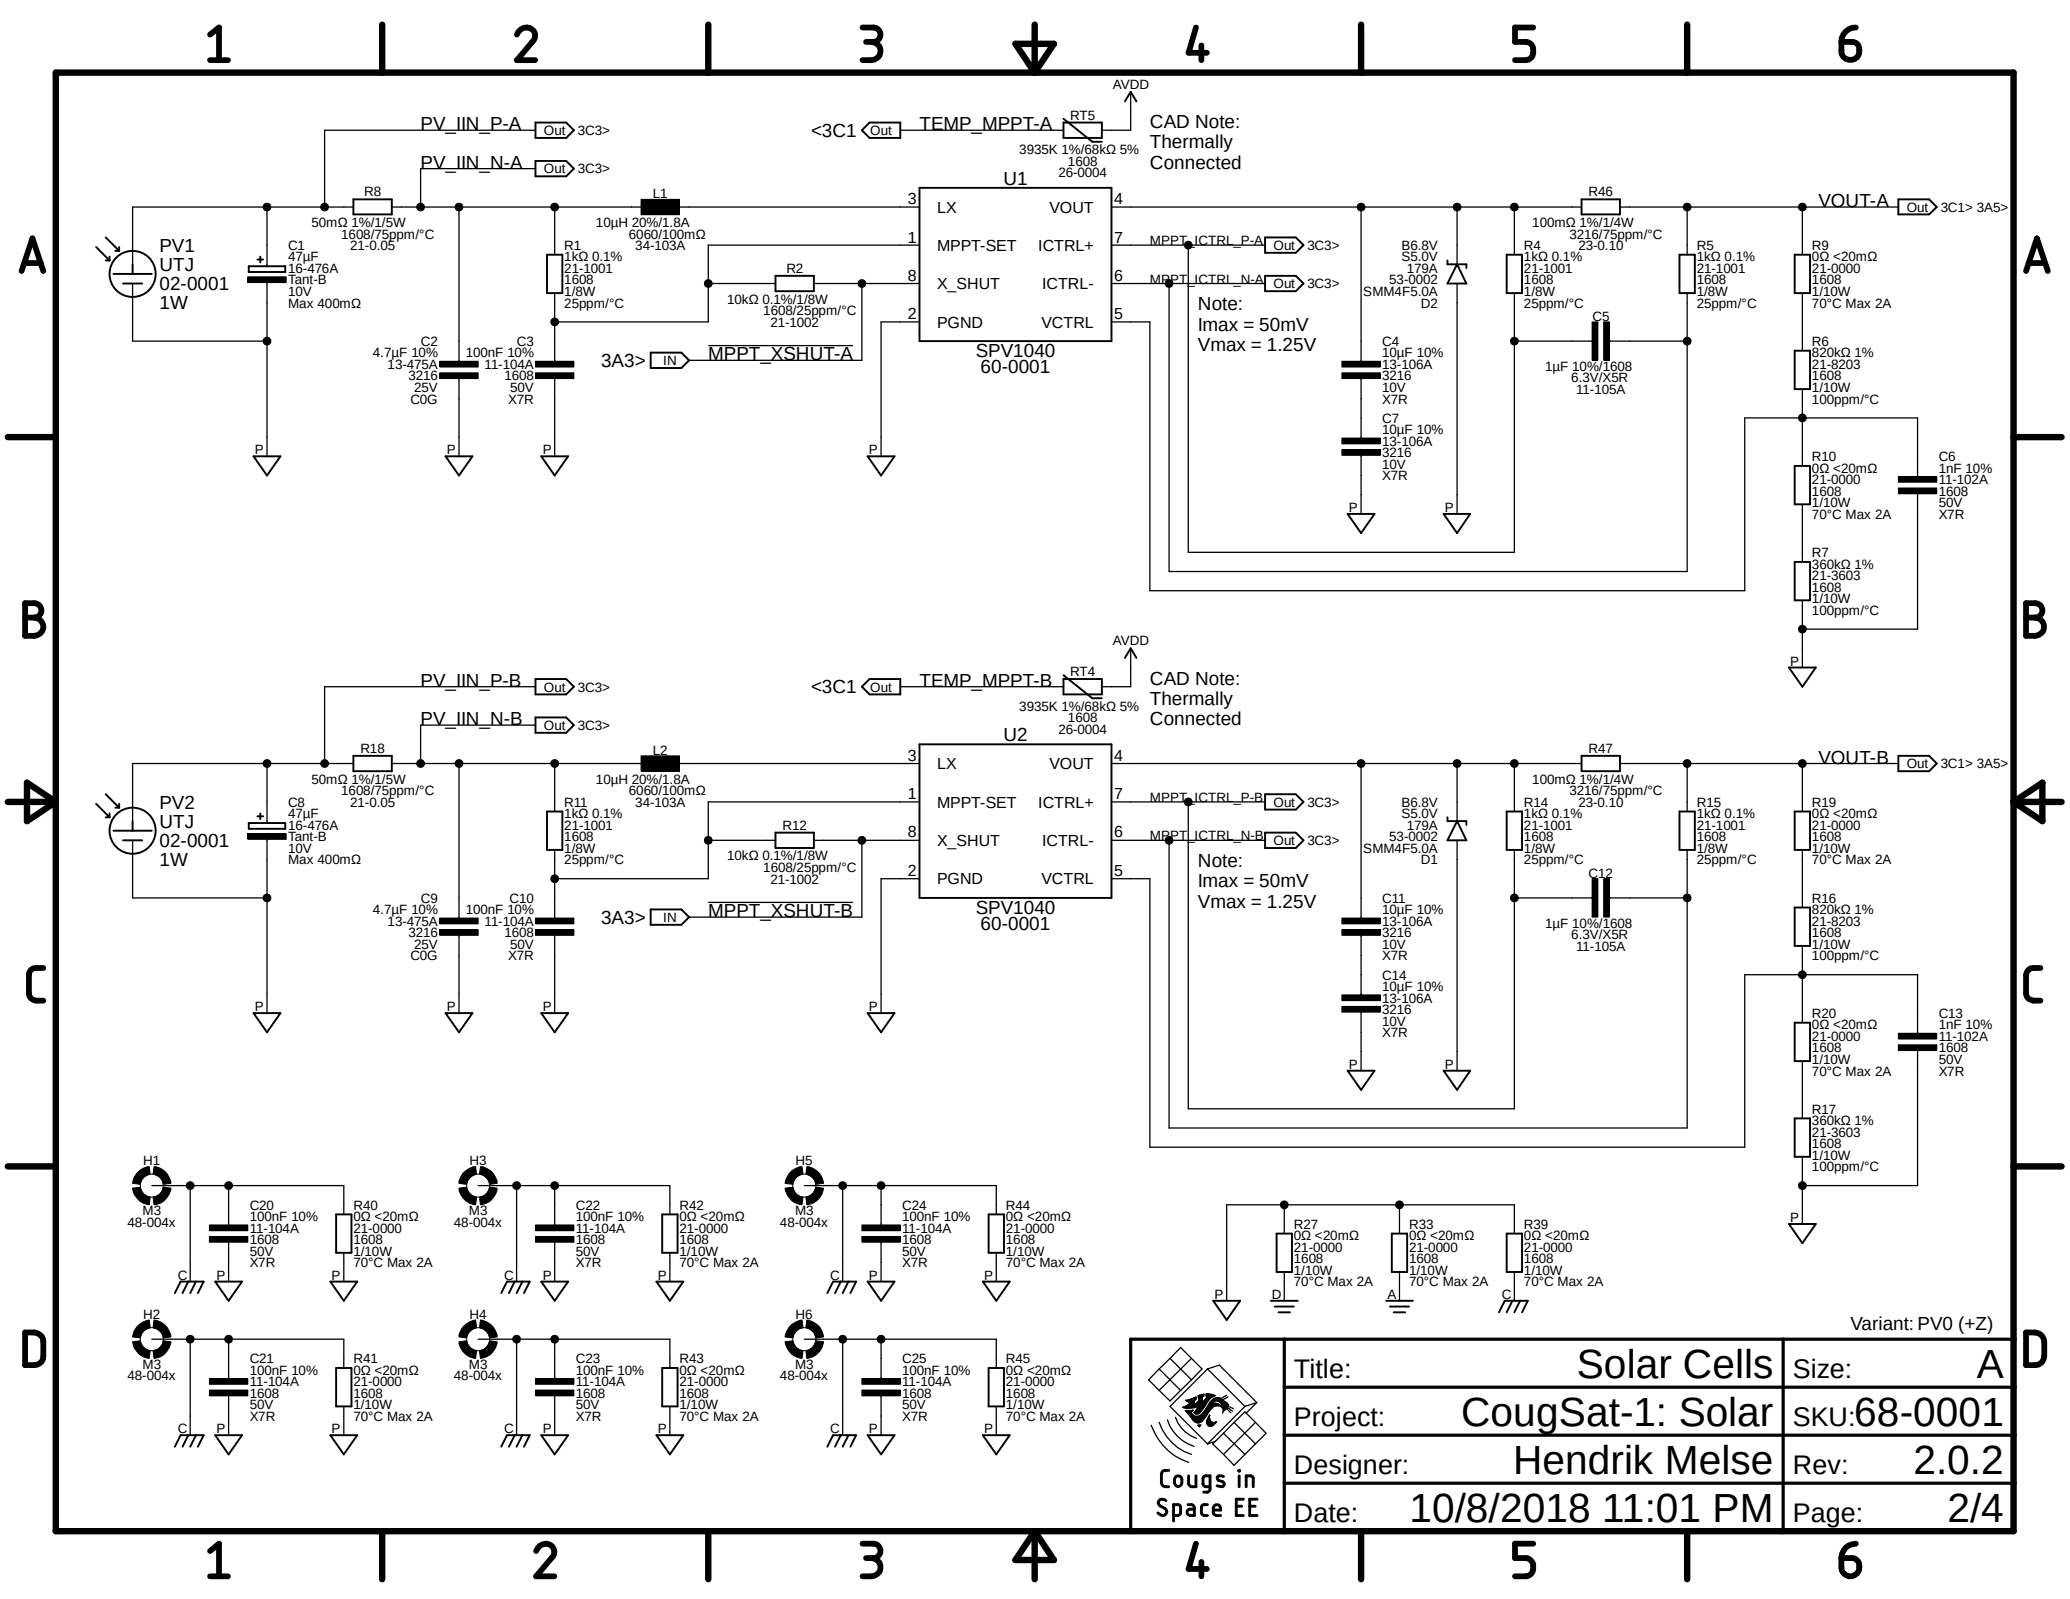 1 2 3 4 5 6
AVDD
PV_IIN_P-A Out 3C3>
<3C1 Out TEMP_MPPT-A
RT5
3935K 1%/68kΩ 5%
1608
26-0004
CAD Note:
Thermally
Connected
PV_IIN_N-A Out 3C3>
A
PV1
UTJ
02-0001
1W
+
C1
47µF
16-476A
Tant-B
10V
Max 400mΩ
P
R8
50mΩ 1%/1/5W
1608/75ppm/°C
21-0.05
C2
4.7µF 10%
13-475A
3216
25V
C0G
P
R1
1kΩ 0.1%
21-1001
1608
1/8W
25ppm/°C
C3
100nF 10%
11-104A
1608
50V
X7R
P
L1
10µH 20%/1.8A
6060/100mΩ
34-103A
R2
10kΩ 0.1%/1/8W
1608/25ppm/°C
21-1002
3A3> IN MPPT_XSHUT-A
P
U1
3 LX VOUT 4
1 MPPT-SET ICTRL+ 7
8 X_SHUT ICTRL- 6
2 PGND VCTRL 5
SPV1040
60-0001
MPPT_ICTRL_P-A Out 3C3>
MPPT_ICTRL_N-A Out 3C3>
Note:
Imax = 50mV
Vmax = 1.25V
C4
10µF 10%
13-106A
3216
10V
X7R
C7
10µF 10%
13-106A
3216
10V
X7R
P
B6.8V
S5.0V
179A
53-0002
SMM4F5.0A
D2
P
R4
1kΩ 0.1%
21-1001
1608
1/8W
25ppm/°C
R46
100mΩ 1%/1/4W
3216/75ppm/°C
23-0.10
C5
1µF 10%/1608
6.3V/X5R
11-105A
R5
1kΩ 0.1%
21-1001
1608
1/8W
25ppm/°C
VOUT-A Out 3C1> 3A5>
R9
0Ω <20mΩ
21-0000
1608
1/10W
70°C Max 2A
R6
820kΩ 1%
21-8203
1608
1/10W
100ppm/°C
R10
0Ω <20mΩ
21-0000
1608
1/10W
70°C Max 2A
C6
1nF 10%
11-102A
1608
50V
X7R
R7
360kΩ 1%
21-3603
1608
1/10W
100ppm/°C
P
A
B
B
AVDD
PV_IIN_P-B Out 3C3>
<3C1 Out TEMP_MPPT-B
RT4
3935K 1%/68kΩ 5%
1608
26-0004
CAD Note:
Thermally
Connected
PV_IIN_N-B Out 3C3>
PV2
UTJ
02-0001
1W
+
C8
47µF
16-476A
Tant-B
10V
Max 400mΩ
P
R18
50mΩ 1%/1/5W
1608/75ppm/°C
21-0.05
C9
4.7µF 10%
13-475A
3216
25V
C0G
P
R11
1kΩ 0.1%
21-1001
1608
1/8W
25ppm/°C
C10
100nF 10%
11-104A
1608
50V
X7R
P
L2
10µH 20%/1.8A
6060/100mΩ
34-103A
R12
10kΩ 0.1%/1/8W
1608/25ppm/°C
21-1002
3A3> IN MPPT_XSHUT-B
P
U2
3 LX VOUT 4
1 MPPT-SET ICTRL+ 7
8 X_SHUT ICTRL- 6
2 PGND VCTRL 5
SPV1040
60-0001
MPPT_ICTRL_P-B Out 3C3>
MPPT_ICTRL_N-B Out 3C3>
Note:
Imax = 50mV
Vmax = 1.25V
C11
10µF 10%
13-106A
3216
10V
X7R
C14
10µF 10%
13-106A
3216
10V
X7R
P
B6.8V
S5.0V
179A
53-0002
SMM4F5.0A
D1
P
R14
1kΩ 0.1%
21-1001
1608
1/8W
25ppm/°C
R47
100mΩ 1%/1/4W
3216/75ppm/°C
23-0.10
C12
1µF 10%/1608
6.3V/X5R
11-105A
R15
1kΩ 0.1%
21-1001
1608
1/8W
25ppm/°C
VOUT-B Out 3C1> 3A5>
R19
0Ω <20mΩ
21-0000
1608
1/10W
70°C Max 2A
R16
820kΩ 1%
21-8203
1608
1/10W
100ppm/°C
R20
0Ω <20mΩ
21-0000
1608
1/10W
70°C Max 2A
C13
1nF 10%
11-102A
1608
50V
X7R
R17
360kΩ 1%
21-3603
1608
1/10W
100ppm/°C
P
C
C
H1
M3
48-004x
C
C20
100nF 10%
11-104A
1608
50V
X7R
P
R40
0Ω <20mΩ
21-0000
1608
1/10W
70°C Max 2A
P
H3
M3
48-004x
C
C22
100nF 10%
11-104A
1608
50V
X7R
P
R42
0Ω <20mΩ
21-0000
1608
1/10W
70°C Max 2A
P
H5
M3
48-004x
C
C24
100nF 10%
11-104A
1608
50V
X7R
P
R44
0Ω <20mΩ
21-0000
1608
1/10W
70°C Max 2A
P
P
R27
0Ω <20mΩ
21-0000
1608
1/10W
70°C Max 2A
D
R33
0Ω <20mΩ
21-0000
1608
1/10W
70°C Max 2A
A
R39
0Ω <20mΩ
21-0000
1608
1/10W
70°C Max 2A
C
H2
M3
48-004x
C
C21
100nF 10%
11-104A
1608
50V
X7R
P
R41
0Ω <20mΩ
21-0000
1608
1/10W
70°C Max 2A
P
H4
M3
48-004x
C
C23
100nF 10%
11-104A
1608
50V
X7R
P
R43
0Ω <20mΩ
21-0000
1608
1/10W
70°C Max 2A
P
H6
M3
48-004x
C
C25
100nF 10%
11-104A
1608
50V
X7R
P
R45
0Ω <20mΩ
21-0000
1608
1/10W
70°C Max 2A
P
D
D
Variant: PV0 (+Z)
Cougs in
Space EE
Title: Solar Cells Size: A
Project: CougSat-1: Solar SKU: 68-0001
Designer: Hendrik Melse Rev: 2.0.2
Date: 10/8/2018 11:01 PM Page: 2/4
1 2 3 4 5 6